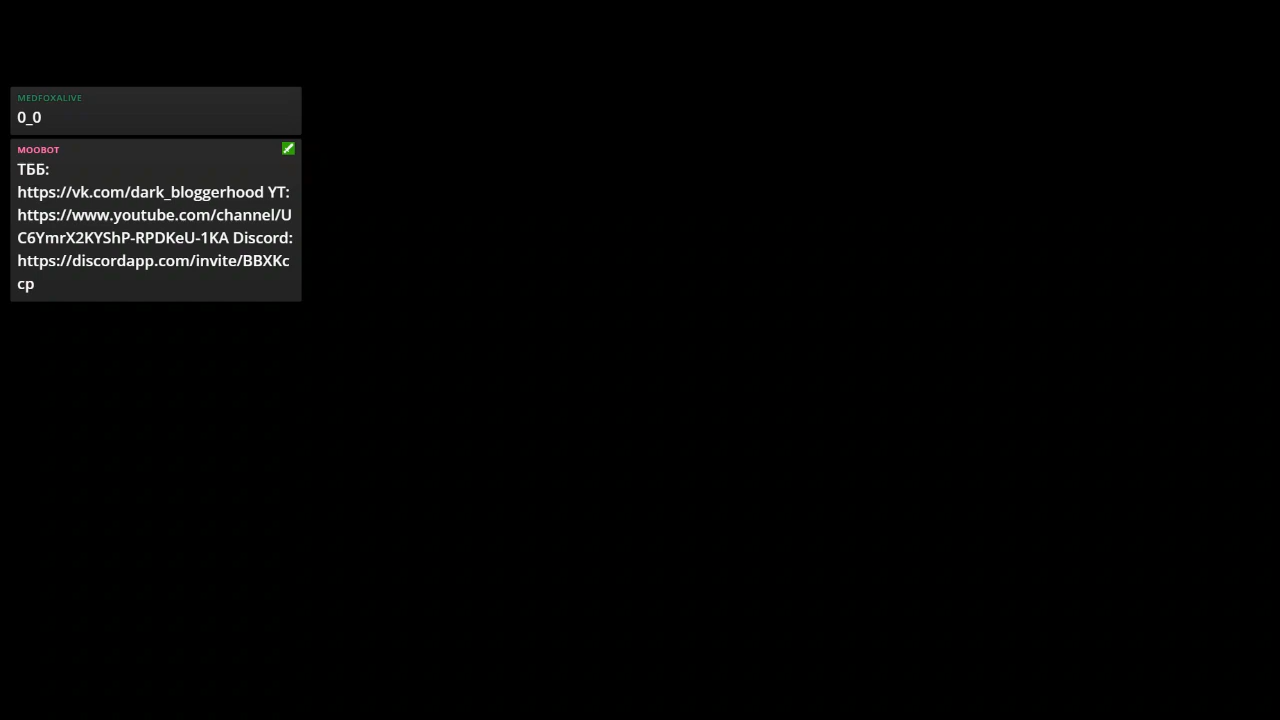 MEDFOXALIVE
0_0
MOOBOT
ТББ:
https://vk.com/dark_bloggerhood YT:
https://www.youtube.com/channel/U
C6YmrX2KYShP-RPDKeU-1KA Discord:
https://discordapp.com/invite/BBXKc
cp